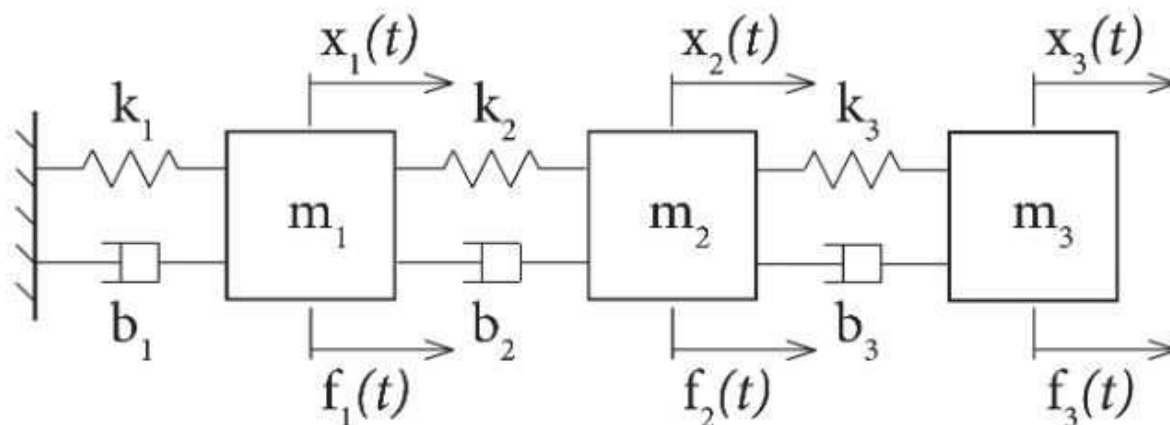 x₁(t) x₂(t) x₃(t)
k₁ k₂ k₃
m₁ m₂ m₃
b₁ b₂ b₃
f₁(t) f₂(t) f₃(t)